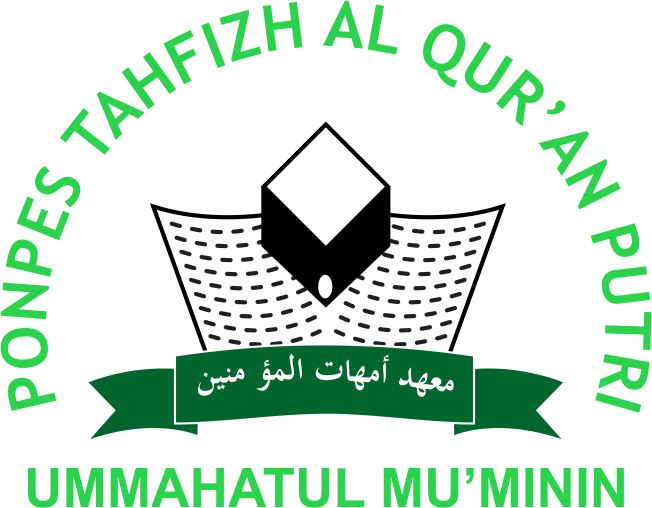 PONPES TAHFIZH AL QUR'AN PUTRI
معهد أمهات المؤ منين
UMMAHATUL MU'MININ